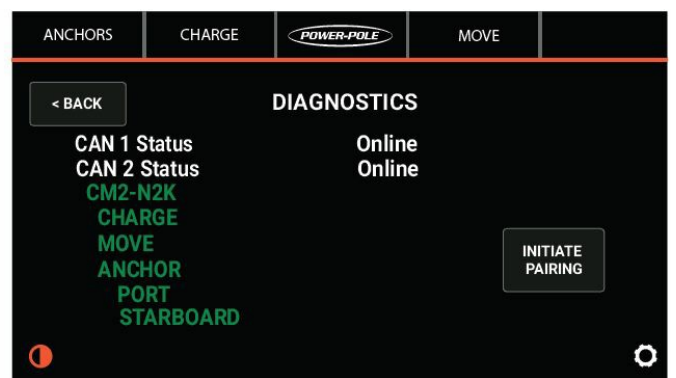 ANCHORS CHARGE POWER-POLE MOVE
< BACK DIAGNOSTICS
CAN 1 Status Online
CAN 2 Status Online
CM2-N2K
CHARGE
MOVE
ANCHOR
PORT
STARBOARD
INITIATE
PAIRING